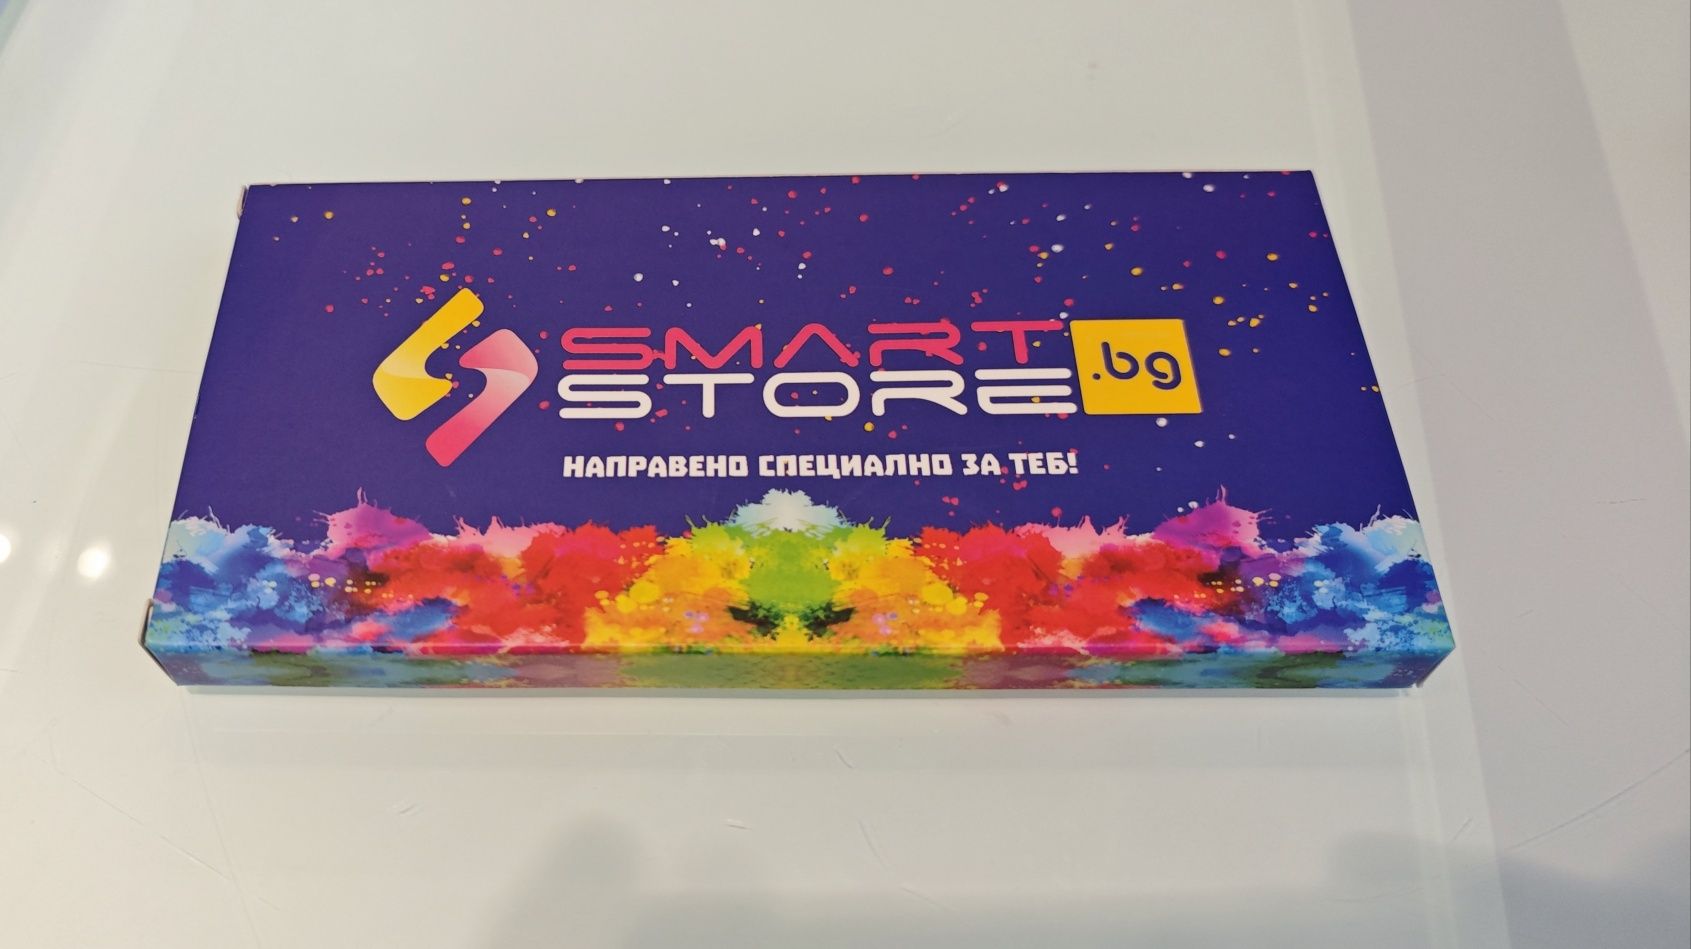 SMART
STORE .bg
НАПРАВЕНО СПЕЦИАЛНО ЗА ТЕБ!